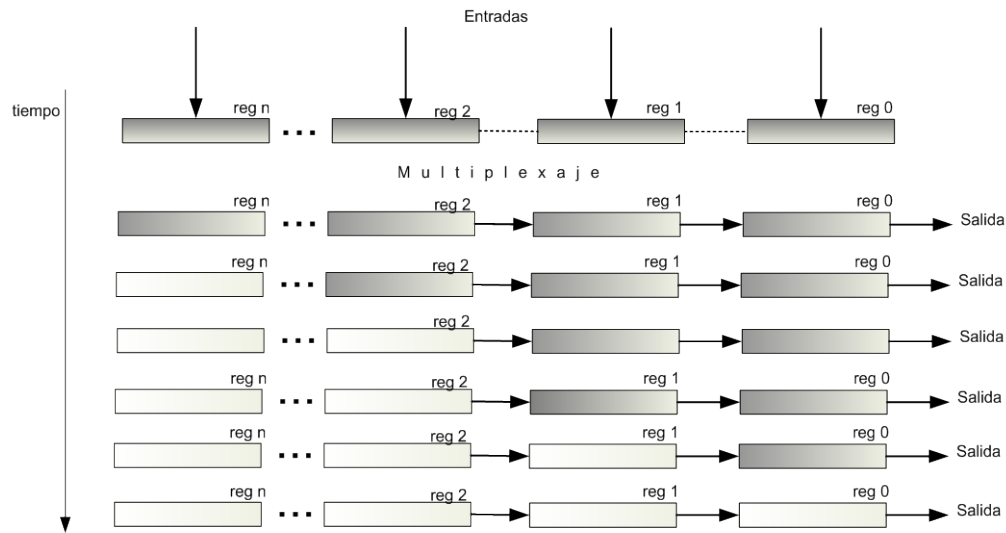 Entradas
tiempo
reg n reg 2 reg 1 reg 0
Multiplexaje
reg n reg 2 reg 1 reg 0 Salida
reg n reg 2 reg 1 reg 0 Salida
reg 2 Salida
reg n reg 2 reg 1 reg 0 Salida
reg n reg 2 reg 1 reg 0 Salida
reg n reg 2 reg 1 reg 0 Salida